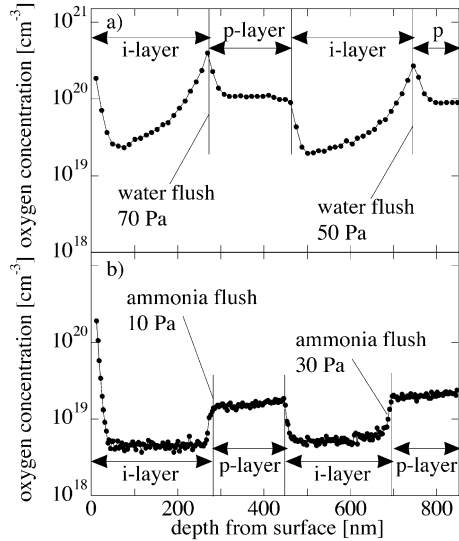 oxygen concentration [cm-3]
10^21
10^20
10^19
10^18
a)
i-layer
p-layer
i-layer
p
water flush
70 Pa
water flush
50 Pa
oxygen concentration [cm-3]
10^20
10^19
10^18
b)
ammonia flush
10 Pa
ammonia flush
30 Pa
i-layer
p-layer
i-layer
p-layer
0 200 400 600 800
depth from surface [nm]